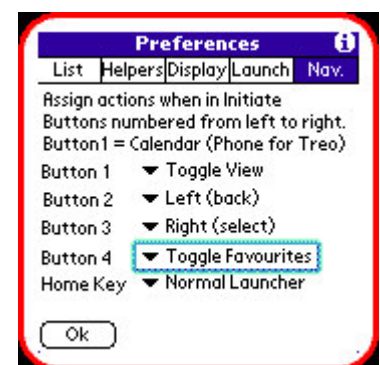 Preferences i
List Helpers Display Launch Nav.
Assign actions when in Initiate
Buttons numbered from left to right.
Button1 = Calendar (Phone for Treo)
Button 1 Toggle View
Button 2 Left (back)
Button 3 Right (select)
Button 4 Toggle Favourites
Home Key Normal Launcher
Ok